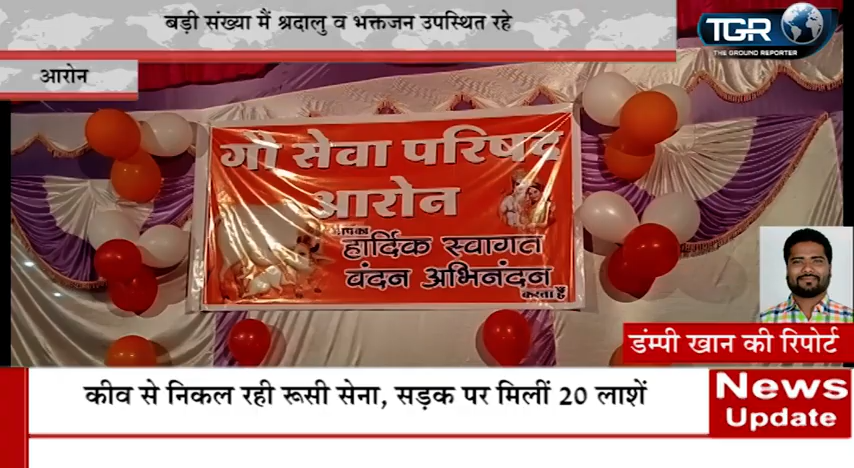 बड़ी संख्या मैं श्रदालु व भक्तजन उपस्थित रहे
TGR
THE GROUND REPORTER
आरोन
गौ सेवा परिषद
आरोन
आपका
हार्दिक स्वागत
वंदन अभिनंदन
करता हैं
डंम्पी खान की रिपोर्ट
कीव से निकल रही रूसी सेना, सड़क पर मिलीं 20 लाशें
News
Update